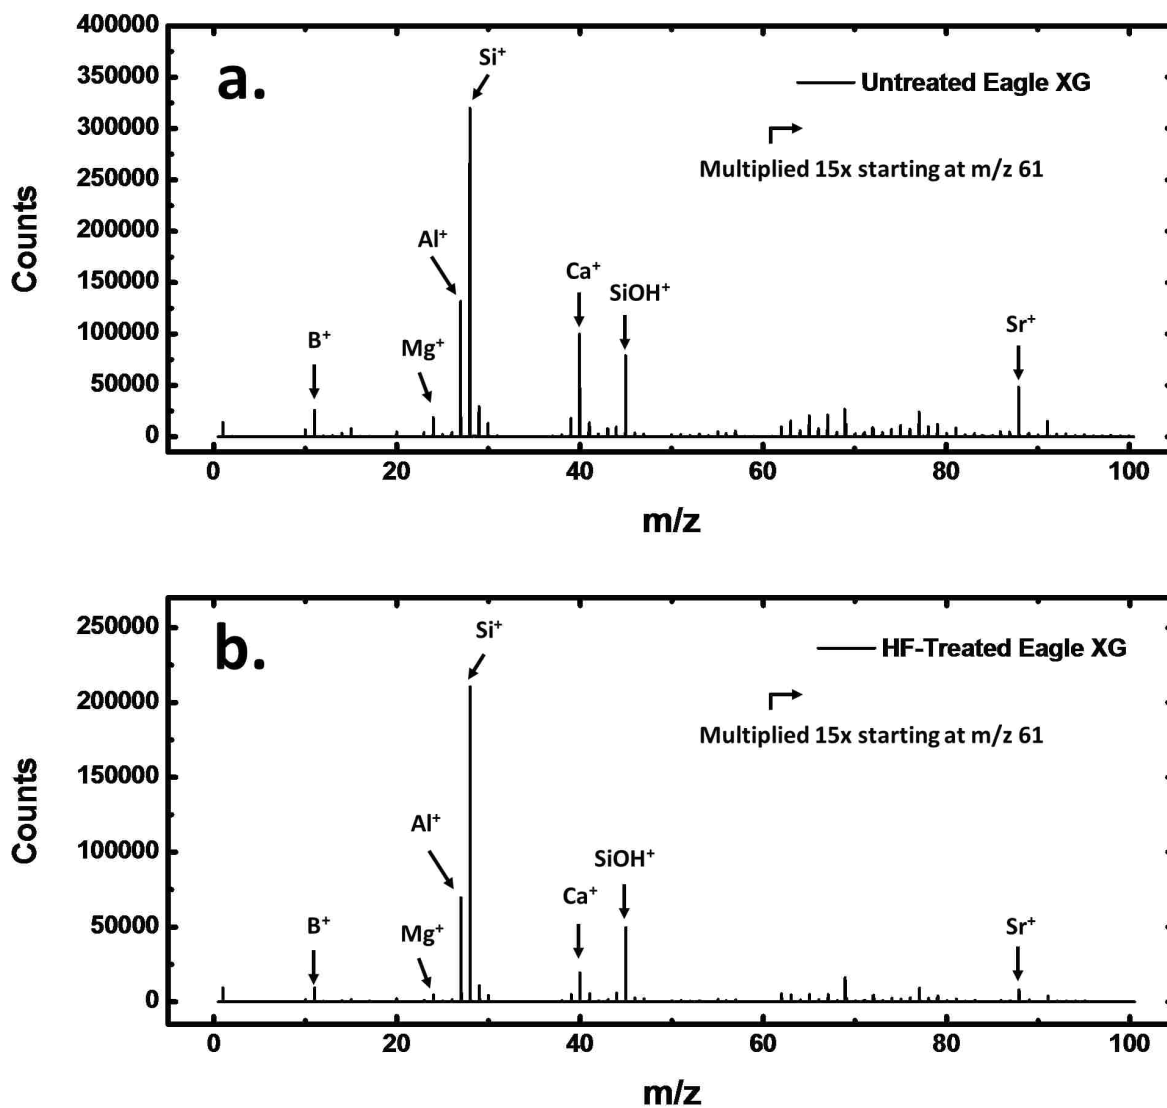 400000
350000
300000
250000
200000
150000
100000
50000
0
Counts
a.
Si⁺
Untreated Eagle XG
Multiplied 15x starting at m/z 61
Al⁺
Ca⁺
SiOH⁺
B⁺
Mg⁺
Sr⁺
0 20 40 60 80 100
m/z
250000
200000
150000
100000
50000
0
Counts
b.
Si⁺
HF-Treated Eagle XG
Multiplied 15x starting at m/z 61
Al⁺
SiOH⁺
Ca⁺
B⁺
Mg⁺
Sr⁺
0 20 40 60 80 100
m/z